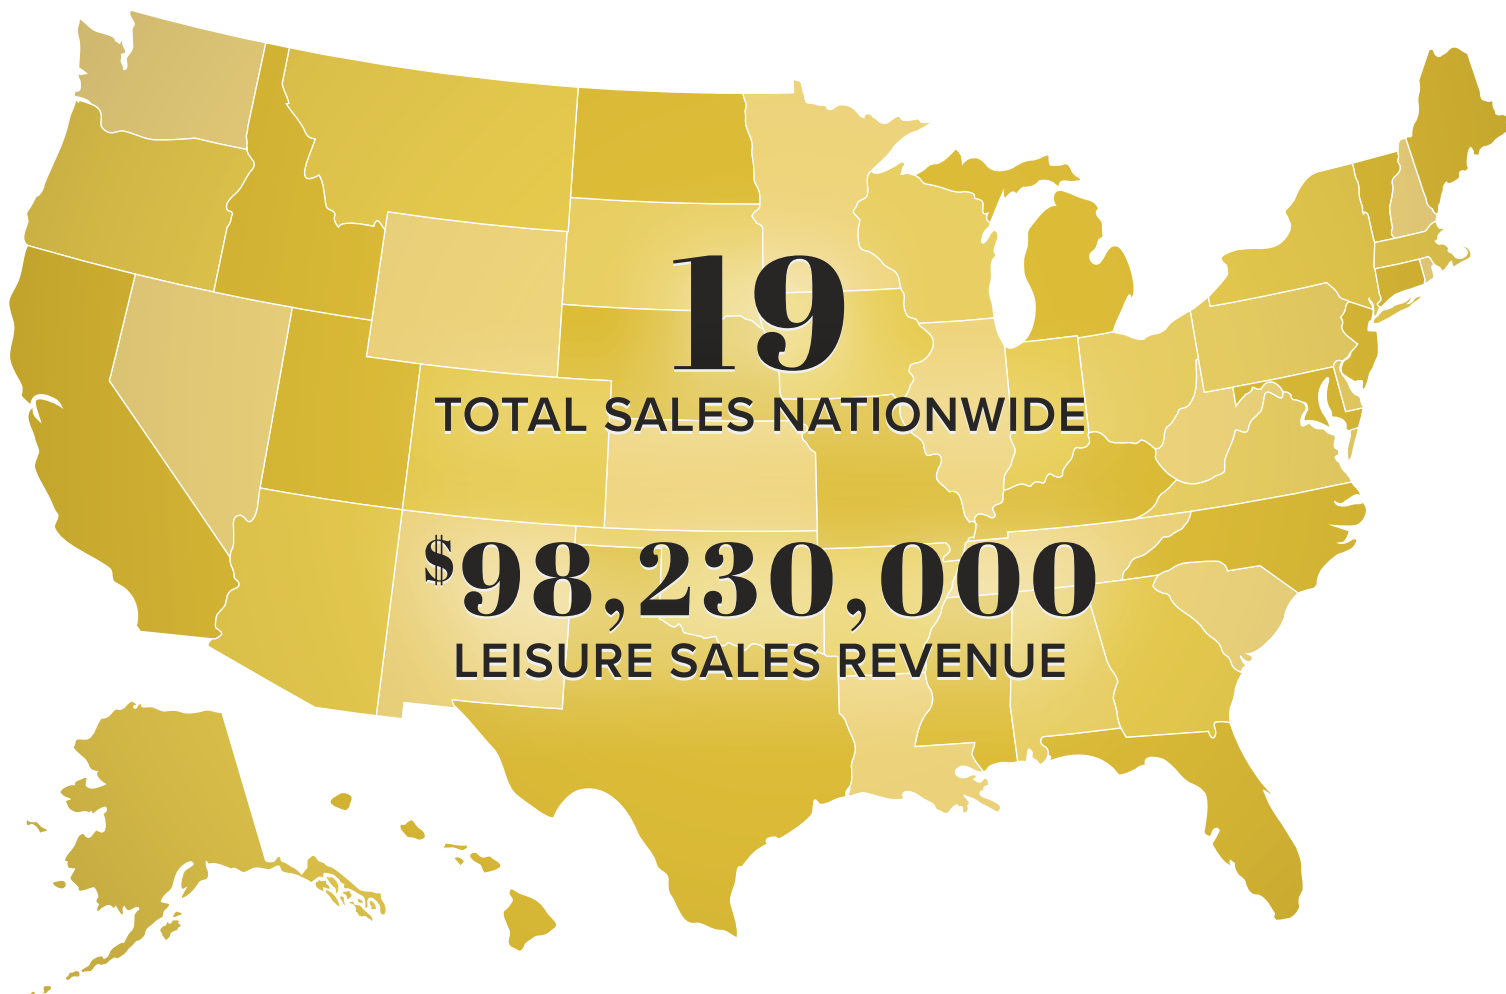 19
TOTAL SALES NATIONWIDE
$98,230,000
LEISURE SALES REVENUE